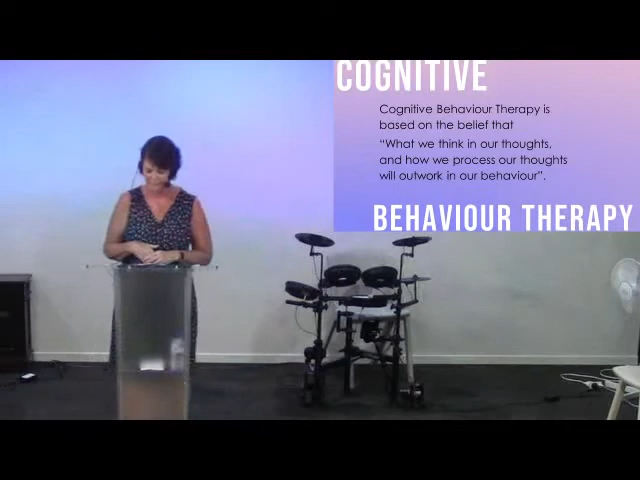 COGNITIVE
Cognitive Behaviour Therapy is
based on the belief that
“What we think in our thoughts,
and how we process our thoughts
will outwork in our behaviour”.
BEHAVIOUR THERAPY